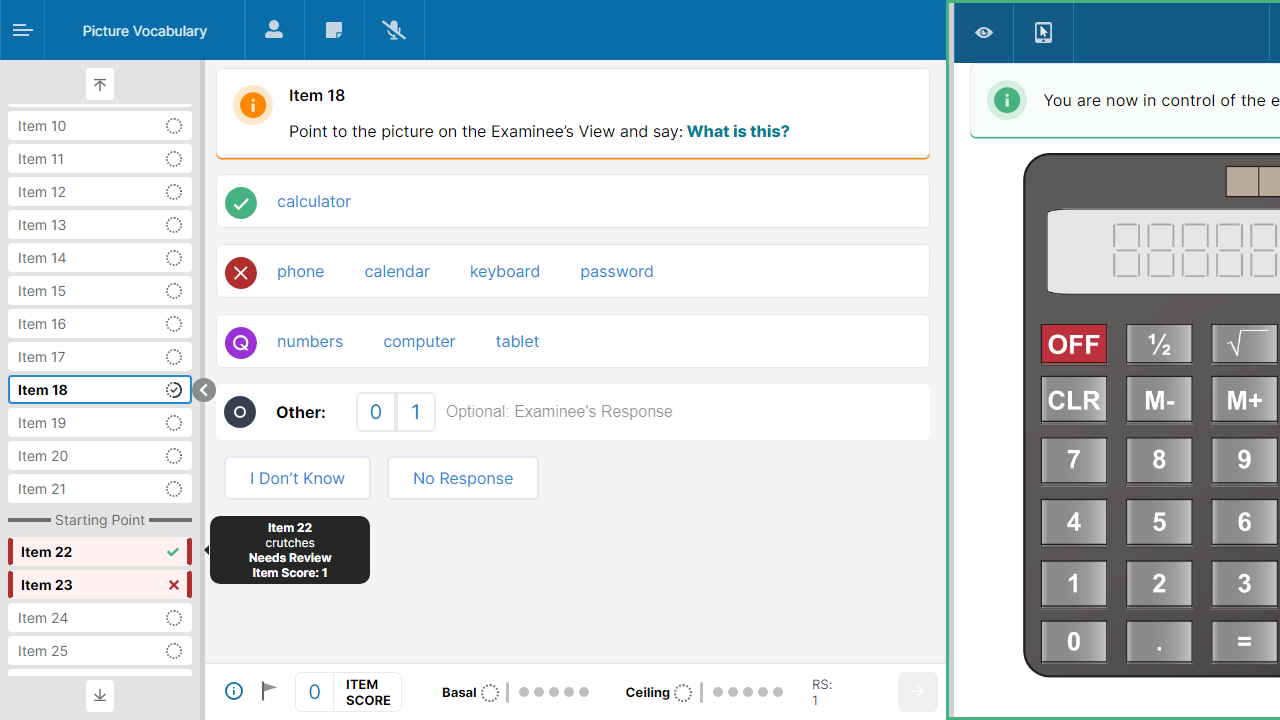 Picture Vocabulary
Item 10
Item 11
Item 12
Item 13
Item 14
Item 15
Item 16
Item 17
Item 18
Item 19
Item 20
Item 21
Starting Point
Item 22
Item 23
Item 24
Item 25
Item 18
Point to the picture on the Examinee’s View and say: What is this?
calculator
phone calendar keyboard password
Q numbers computer tablet
Other: 0 1 Optional: Examinee's Response
I Don’t Know No Response
Item 22
crutches
Needs Review
Item Score: 1
0 ITEM SCORE
Basal
Ceiling
RS:
1
You are now in control of the e
OFF ½ √
CLR M- M+
7 8 9
4 5 6
1 2 3
0 . =